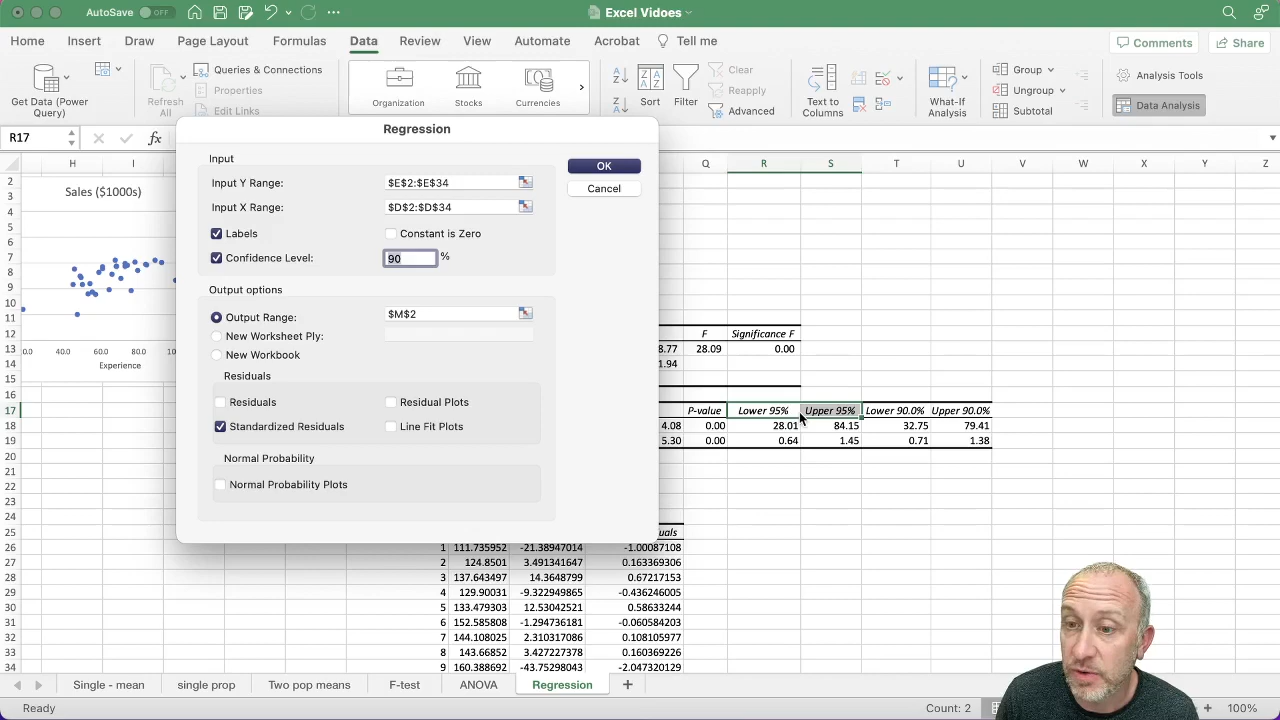 AutoSave OFF
Excel Vidoes
Home Insert Draw Page Layout Formulas Data Review View Automate Acrobat Tell me
Comments Share
Get Data (Power Query)
Refresh All
Queries & Connections
Properties
Edit Links
Organization Stocks Currencies
Sort Filter
Clear
Reapply
Advanced
Text to Columns
What-If Analysis
Group
Ungroup
Subtotal
Analysis Tools
Data Analysis
R17 fx
H I Q R S T U V W X Y Z
Regression
Input
Input Y Range: $E$2:$E$34
Input X Range: $D$2:$D$34
Labels Constant is Zero
Confidence Level: 90 %
OK
Cancel
Output options
Output Range: $M$2
New Worksheet Ply:
New Workbook
Residuals
Residuals Residual Plots
Standardized Residuals Line Fit Plots
Normal Probability
Normal Probability Plots
Sales ($1000s)
0.0 40.0 80.0 10
Experience
2
3
4
5
6
7
8
9
10
11
12 F Significance F
13 8.77 28.09 0.00
14 1.94
15
16
17 P-value Lower 95% Upper 95% Lower 90.0% Upper 90.0%
18 4.08 0.00 28.01 84.15 32.75 79.41
19 5.30 0.00 0.64 1.45 0.71 1.38
20
21
22
23
24
25 uals
26 1 111.735952 -21.38947014 -1.00087108
27 2 124.8501 3.491341647 0.163369306
28 3 137.643497 14.3648799 0.67217153
29 4 129.90031 -9.322949865 -0.436246005
30 5 133.479303 12.53042521 0.58633244
31 6 152.585808 -1.294736181 -0.060584203
32 7 144.108025 2.310317086 0.108105977
33 8 143.66852 3.427227378 0.160369226
34 9 160.388692 -43.75298043 -2.047320129
Single - mean single prop Two pop means F-test ANOVA Regression +
Ready Count: 2 + 100%